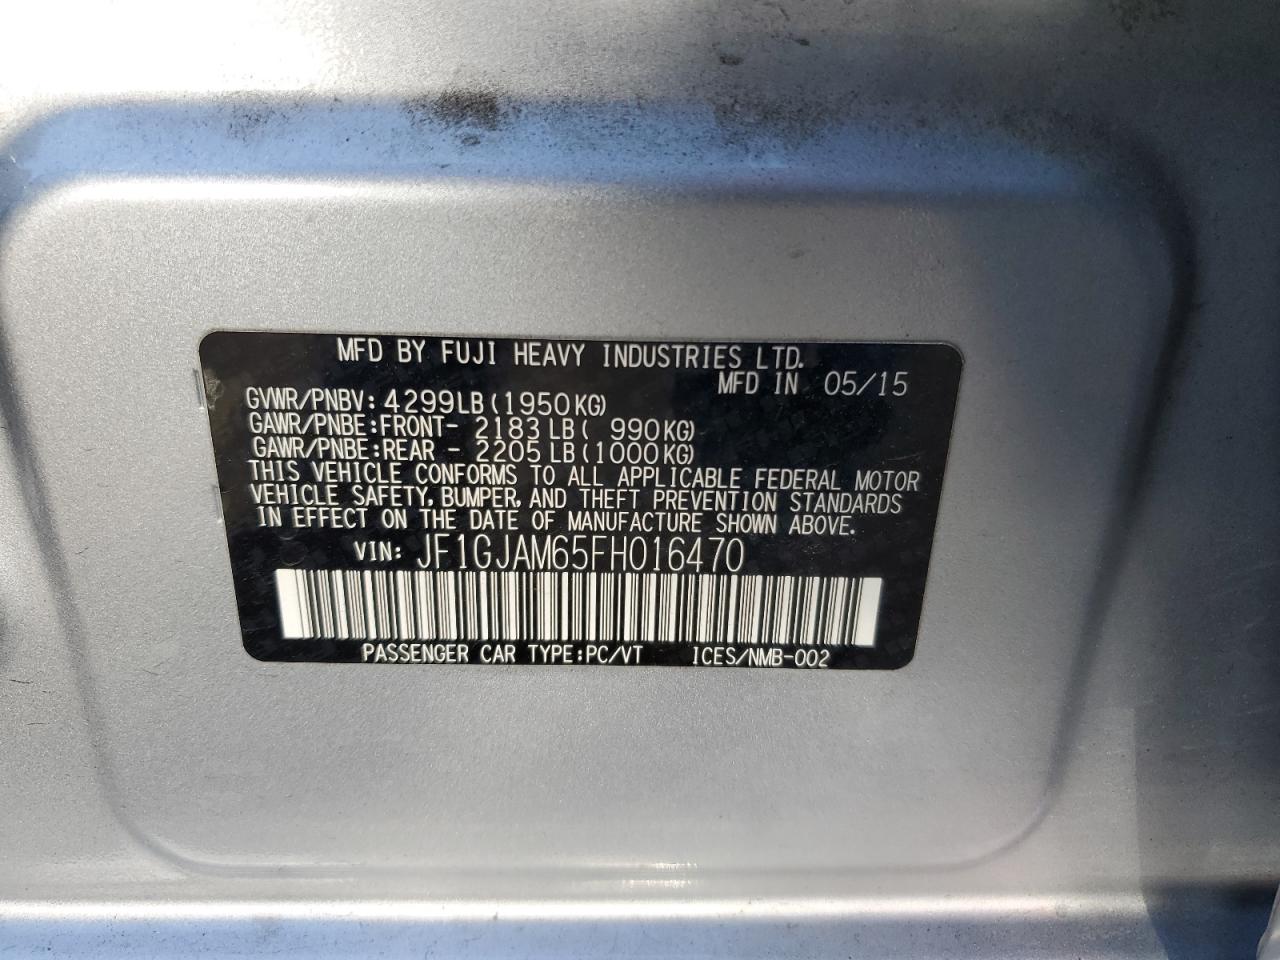 MFD BY FUJI HEAVY INDUSTRIES LTD.
MFD IN 05/15
GVWR/PNBV: 4299LB(1950KG)
GAWR/PNBE:FRONT- 2183LB( 990KG)
GAWR/PNBE:REAR - 2205LB(1000KG)
THIS VEHICLE CONFORMS TO ALL APPLICABLE FEDERAL MOTOR
VEHICLE SAFETY, BUMPER, AND THEFT PREVENTION STANDARDS
IN EFFECT ON THE DATE OF MANUFACTURE SHOWN ABOVE.
VIN: JF1GJAM65FH016470
PASSENGER CAR TYPE:PC/VT ICES/NMB-002